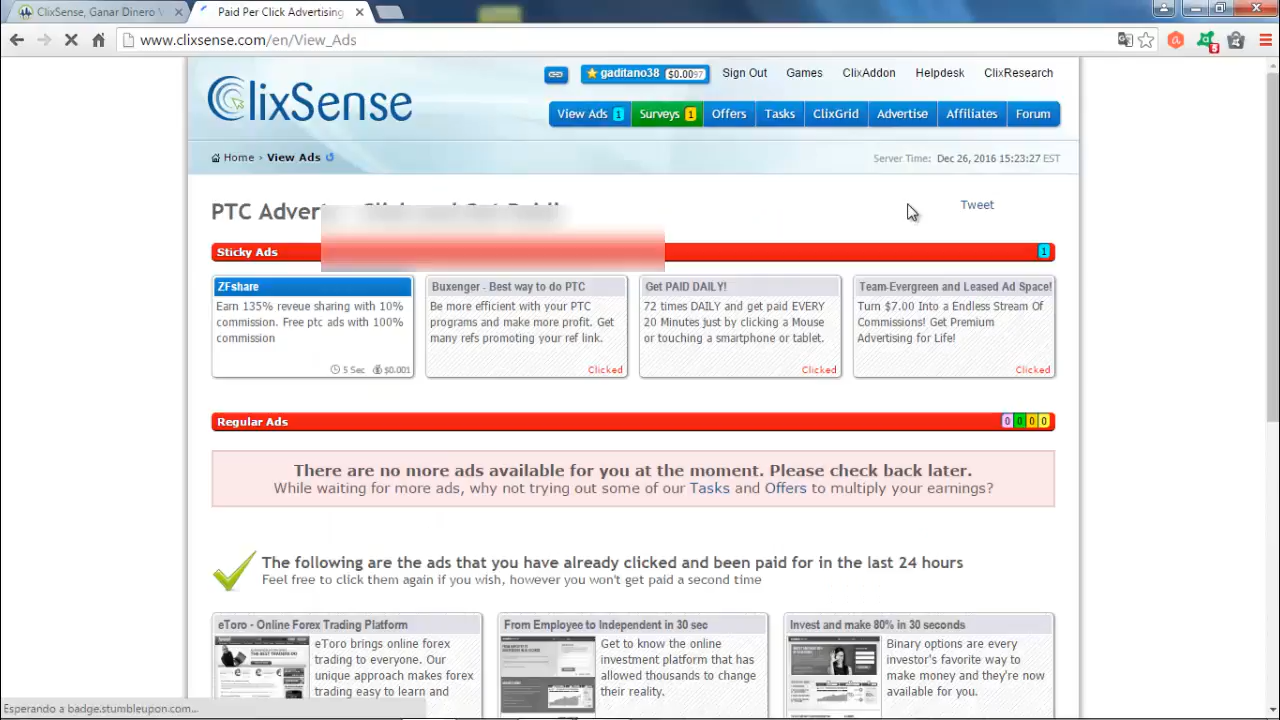 ClixSense, Ganar Dinero V
Paid Per Click Advertising
www.clixsense.com/en/View_Ads
gaditano38 $0.0097 Sign Out Games ClixAddon Helpdesk ClixResearch
ClixSense
View Ads 1 Surveys 1 Offers Tasks ClixGrid Advertise Affiliates Forum
Home › View Ads
Server Time: Dec 26, 2016 15:23:27 EST
PTC
Tweet
Sticky Ads 1
ZFshare
Earn 135% reveue sharing with 10%
commission. Free ptc ads with 100%
commission
5 Sec $0.001
Buxenger - Best way to do PTC
Be more efficient with your PTC
programs and make more profit. Get
many refs promoting your ref link.
Clicked
Get PAID DAILY!
72 times DAILY and get paid EVERY
20 Minutes just by clicking a Mouse
or touching a smartphone or tablet.
Clicked
Team-Evergreen and Leased Ad Space!
Turn $7.00 Into a Endless Stream Of
Commissions! Get Premium
Advertising for Life!
Clicked
Regular Ads 0 0 0 0
There are no more ads available for you at the moment. Please check back later.
While waiting for more ads, why not trying out some of our Tasks and Offers to multiply your earnings?
The following are the ads that you have already clicked and been paid for in the last 24 hours
Feel free to click them again if you wish, however you won't get paid a second time
eToro - Online Forex Trading Platform
eToro brings online forex
trading to everyone. Our
unique approach makes forex
trading easy to learn and
From Employee to Independent in 30 sec
Get to know the online
investment platform that has
allowed thousands to change
their reality.
Invest and make 80% in 30 seconds
Binary options are every
investor's favorite way to
make money and they're now
available for you.
Esperando a badge.stumbleupon.com...